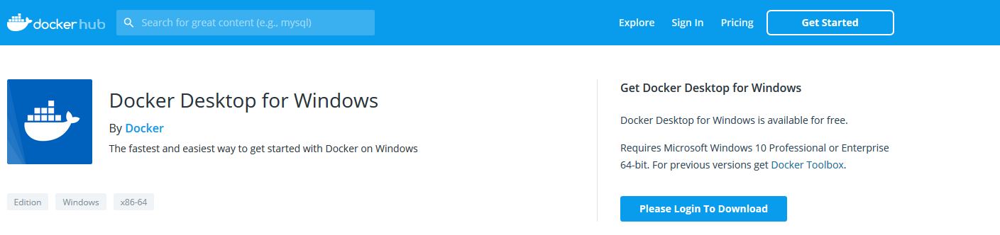 docker hub
Search for great content (e.g., mysql)
Explore
Sign In
Pricing
Get Started
Docker Desktop for Windows
By Docker
The fastest and easiest way to get started with Docker on Windows
Edition
Windows
x86-64
Get Docker Desktop for Windows
Docker Desktop for Windows is available for free.
Requires Microsoft Windows 10 Professional or Enterprise
64-bit. For previous versions get Docker Toolbox.
Please Login To Download